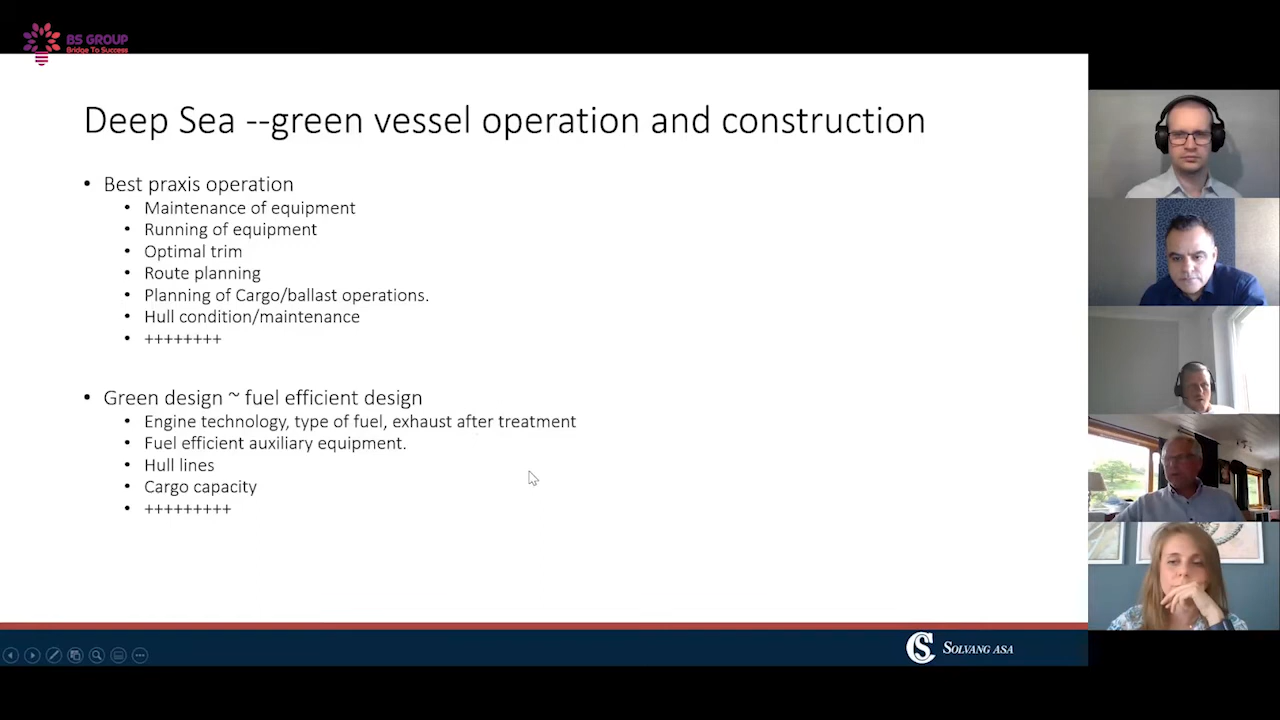 BS GROUP
Bridge To Success
Deep Sea --green vessel operation and construction
• Best praxis operation
• Maintenance of equipment
• Running of equipment
• Optimal trim
• Route planning
• Planning of Cargo/ballast operations.
• Hull condition/maintenance
• ++++++++
• Green design ~ fuel efficient design
• Engine technology, type of fuel, exhaust after treatment
• Fuel efficient auxiliary equipment.
• Hull lines
• Cargo capacity
• +++++++++
SOLVANG ASA